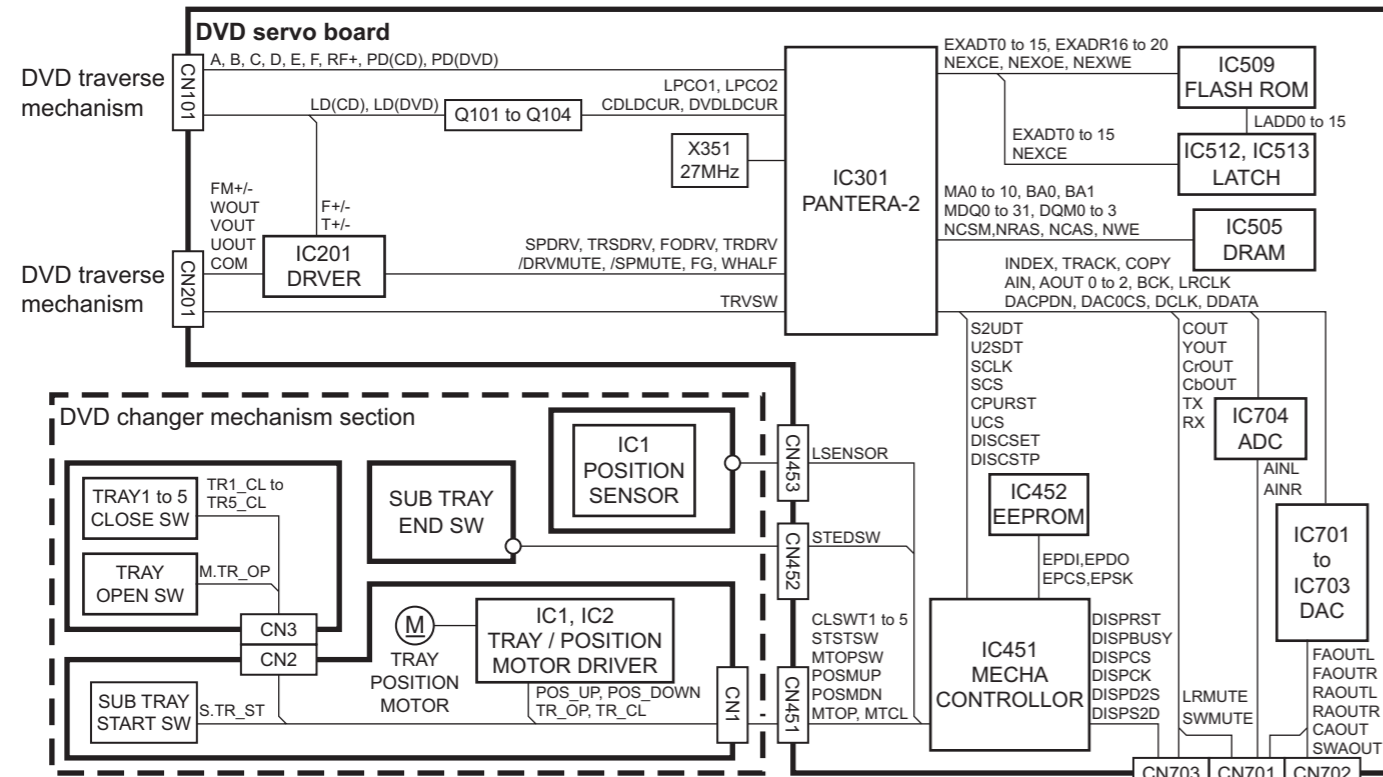 DVD servo board
DVD traverse
mechanism
CN101
A, B, C, D, E, F, RF+, PD(CD), PD(DVD)
LD(CD), LD(DVD)
Q101 to Q104
LPCO1, LPCO2
CDLDCUR, DVDLDCUR
X351
27MHz
IC301
PANTERA-2
EXADT0 to 15, EXADR16 to 20
NEXCE, NEXOE, NEXWE
IC509
FLASH ROM
LADD0 to 15
EXADT0 to 15
NEXCE
IC512, IC513
LATCH
MA0 to 10, BA0, BA1
MDQ0 to 31, DQM0 to 3
NCSM,NRAS, NCAS, NWE
IC505
DRAM
FM+/-
WOUT
VOUT
UOUT
COM
F+/-
T+/-
IC201
DRVER
SPDRV, TRSDRV, FODRV, TRDRV
/DRVMUTE, /SPMUTE, FG, WHALF
DVD traverse
mechanism
CN201
TRVSW
INDEX, TRACK, COPY
AIN, AOUT 0 to 2, BCK, LRCLK
DACPDN, DAC0CS, DCLK, DDATA
S2UDT
U2SDT
SCLK
SCS
CPURST
UCS
DISCSET
DISCSTP
COUT
YOUT
CrOUT
CbOUT
TX
RX
IC704
ADC
AINL
AINR
DVD changer mechanism section
IC1
POSITION
SENSOR
CN453
LSENSOR
SUB TRAY
END SW
CN452
STEDSW
IC452
EEPROM
EPDI,EPDO
EPCS,EPSK
IC701
to
IC703
DAC
TRAY1 to 5
CLOSE SW
TR1_CL to
TR5_CL
TRAY
OPEN SW
M.TR_OP
CN3
CN2
M
TRAY
POSITION
MOTOR
IC1, IC2
TRAY / POSITION
MOTOR DRIVER
POS_UP, POS_DOWN
TR_OP, TR_CL
SUB TRAY
START SW
S.TR_ST
CN1
CN451
CLSWT1 to 5
STSTSW
MTOPSW
POSMUP
POSMDN
MTOP, MTCL
IC451
MECHA
CONTROLLOR
DISPRST
DISPBUSY
DISPCS
DISPCK
DISPD2S
DISPS2D
LRMUTE
SWMUTE
FAOUTL
FAOUTR
RAOUTL
RAOUTR
CAOUT
SWAOUT
CN703
CN701
CN702